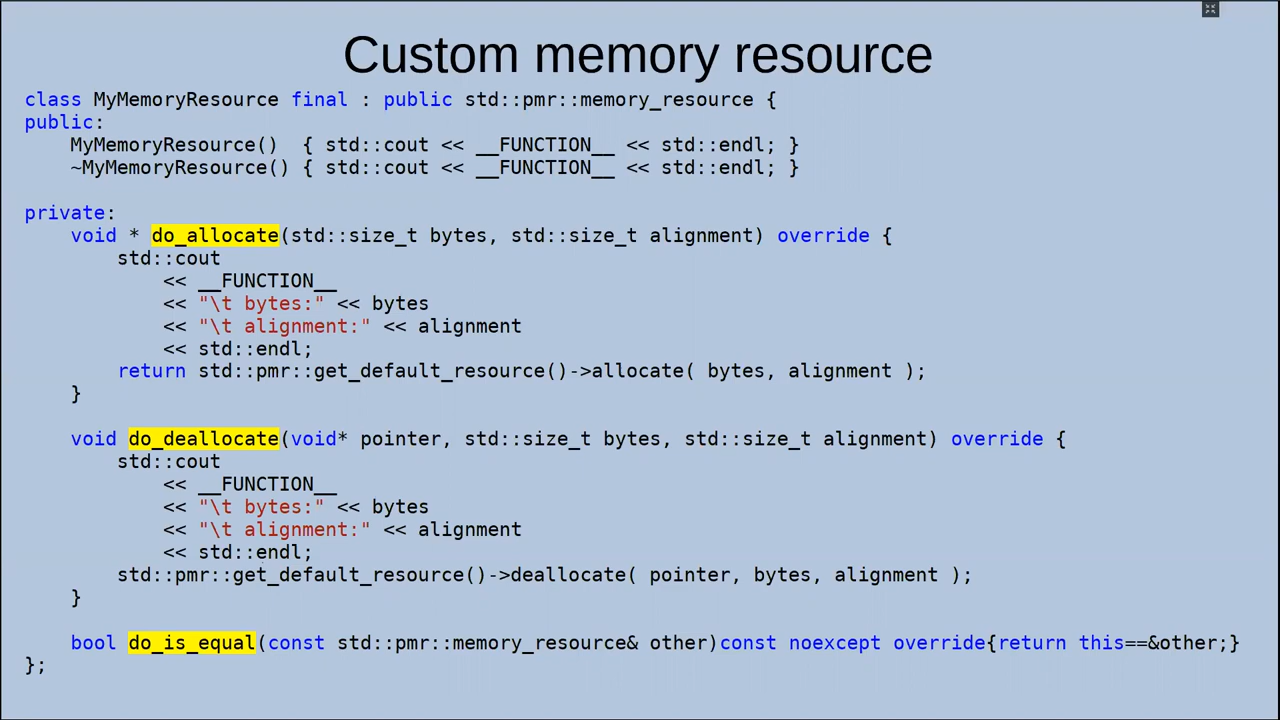 Custom memory resource
class MyMemoryResource final : public std::pmr::memory_resource {
public:
    MyMemoryResource()  { std::cout << __FUNCTION__ << std::endl; }
    ~MyMemoryResource() { std::cout << __FUNCTION__ << std::endl; }

private:
    void * do_allocate(std::size_t bytes, std::size_t alignment) override {
        std::cout
            << __FUNCTION__
            << "\t bytes:" << bytes
            << "\t alignment:" << alignment
            << std::endl;
        return std::pmr::get_default_resource()->allocate( bytes, alignment );
    }

    void do_deallocate(void* pointer, std::size_t bytes, std::size_t alignment) override {
        std::cout
            << __FUNCTION__
            << "\t bytes:" << bytes
            << "\t alignment:" << alignment
            << std::endl;
        std::pmr::get_default_resource()->deallocate( pointer, bytes, alignment );
    }

    bool do_is_equal(const std::pmr::memory_resource& other)const noexcept override{return this==&other;}
};